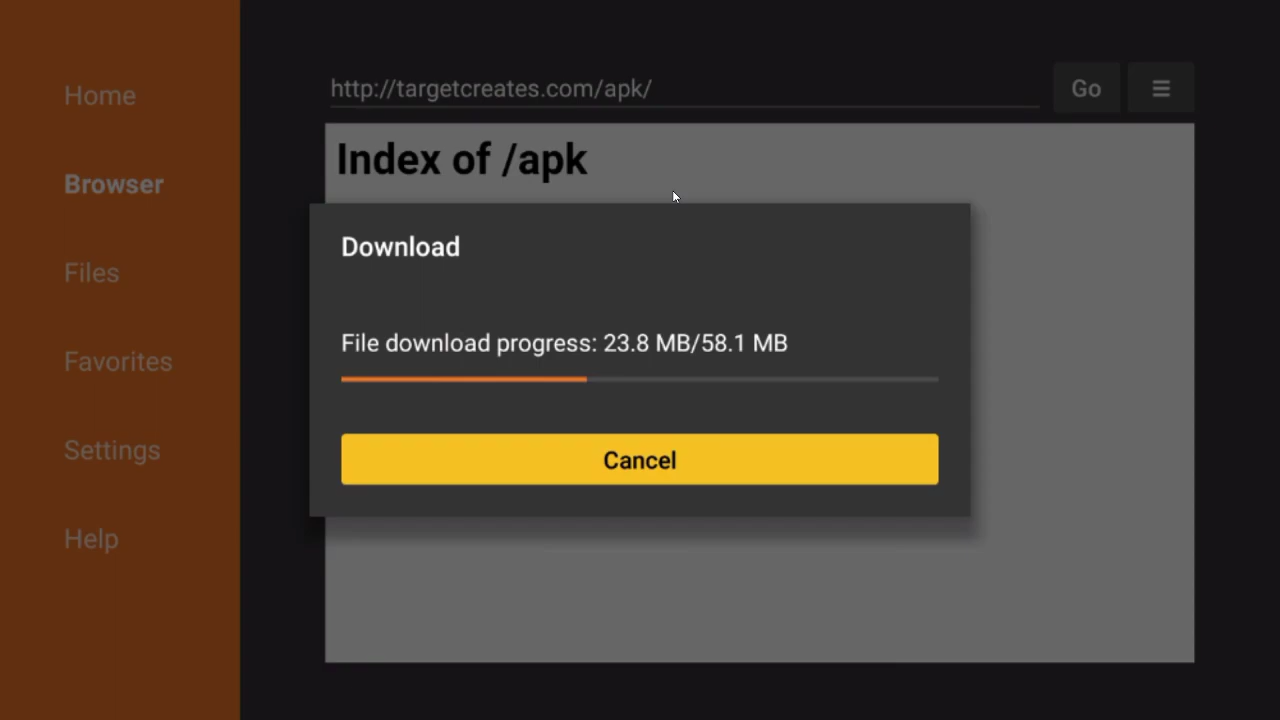 Home
Browser
Files
Favorites
Settings
Help
http://targetcreates.com/apk/
Go
Index of /apk
Download
File download progress: 23.8 MB/58.1 MB
Cancel